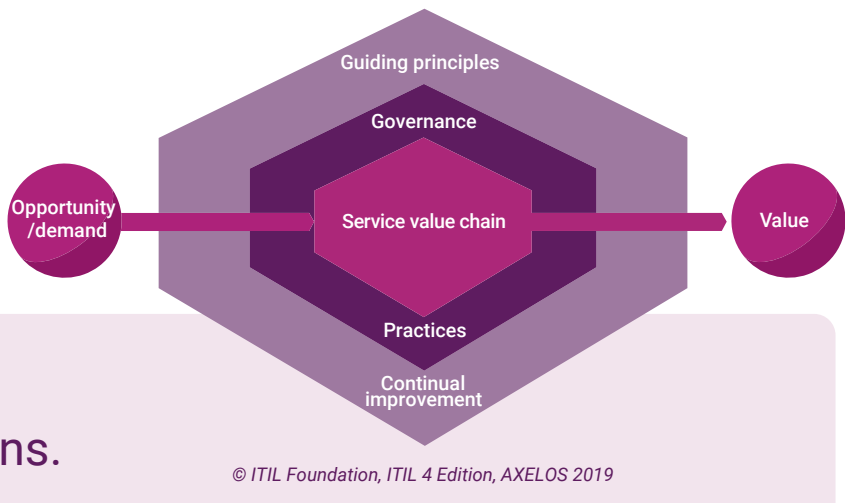 Guiding principles
Governance
Opportunity
/demand
Service value chain
Value
Practices
Continual
improvement
ns.
© ITIL Foundation, ITIL 4 Edition, AXELOS 2019